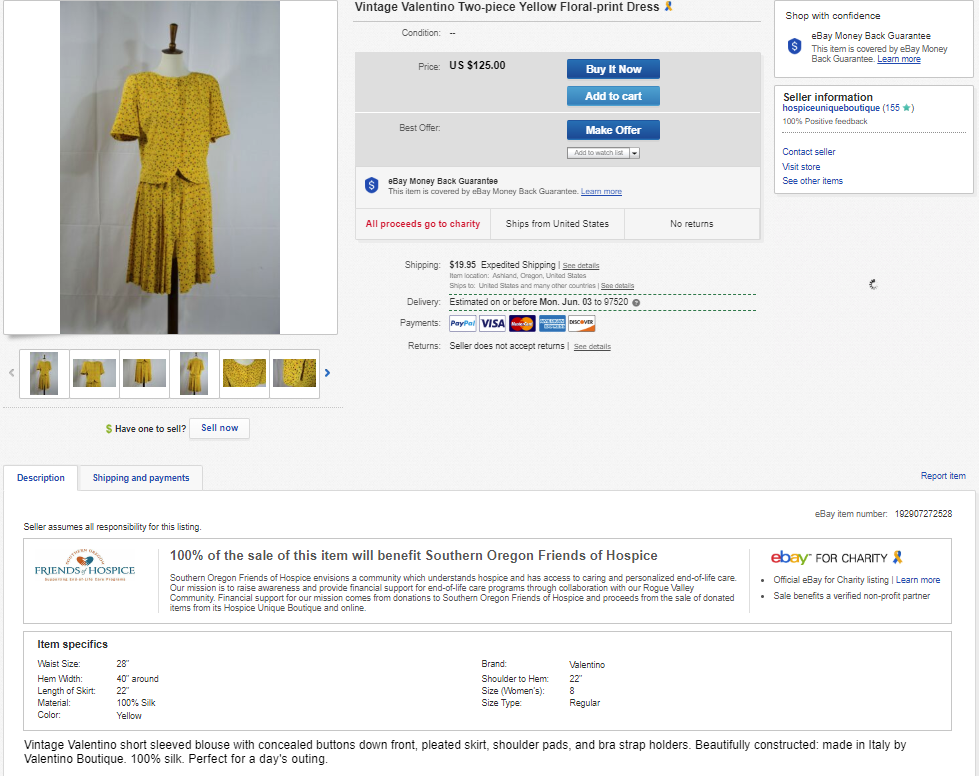 Vintage Valentino Two-piece Yellow Floral-print Dress
Condition: --
Price: US $125.00
Buy It Now
Add to cart
Best Offer:
Make Offer
Add to watch list
eBay Money Back Guarantee
This item is covered by eBay Money Back Guarantee. Learn more
All proceeds go to charity Ships from United States No returns
Shipping: $19.95 Expedited Shipping | See details
Item location: Ashland, Oregon, United States
Ships to: United States and many other countries | See details
Delivery: Estimated on or before Mon. Jun. 03 to 97520
Payments: PayPal VISA MasterCard AMERICAN EXPRESS DISCOVER
Returns: Seller does not accept returns | See details
Shop with confidence
eBay Money Back Guarantee
This item is covered by eBay Money
Back Guarantee. Learn more
Seller information
hospiceuniqueboutique (155 ★)
100% Positive feedback
Contact seller
Visit store
See other items
$ Have one to sell? Sell now
Description Shipping and payments Report item
eBay item number: 192907272528
Seller assumes all responsibility for this listing.
SOUTHERN OREGON
FRIENDS of HOSPICE
Supporting End-of-Life Care Programs
100% of the sale of this item will benefit Southern Oregon Friends of Hospice
Southern Oregon Friends of Hospice envisions a community which understands hospice and has access to caring and personalized end-of-life care.
Our mission is to raise awareness and provide financial support for end-of-life care programs through collaboration with our Rogue Valley
Community. Financial support for our mission comes from donations to Southern Oregon Friends of Hospice and proceeds from the sale of donated
items from its Hospice Unique Boutique and online.
ebay FOR CHARITY
• Official eBay for Charity listing | Learn more
• Sale benefits a verified non-profit partner
Item specifics
Waist Size: 28" Brand: Valentino
Hem Width: 40" around Shoulder to Hem: 22"
Length of Skirt: 22" Size (Women's): 8
Material: 100% Silk Size Type: Regular
Color: Yellow
Vintage Valentino short sleeved blouse with concealed buttons down front, pleated skirt, shoulder pads, and bra strap holders. Beautifully constructed: made in Italy by
Valentino Boutique. 100% silk. Perfect for a day's outing.